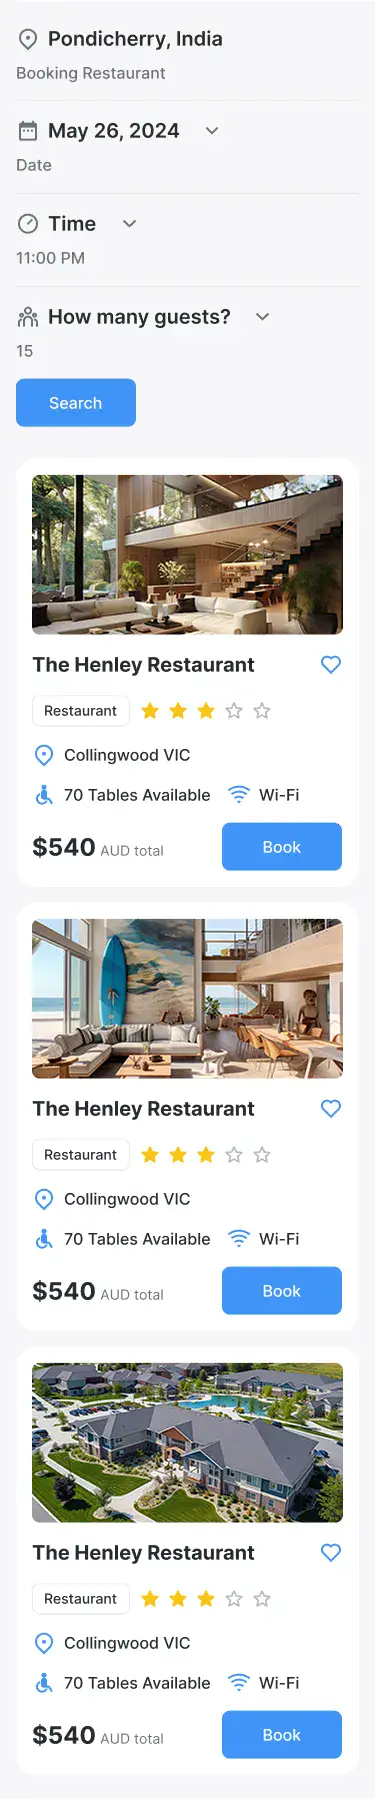 Pondicherry, India
Booking Restaurant
May 26, 2024
Date
Time
11:00 PM
How many guests?
15
Search
The Henley Restaurant
Restaurant
Collingwood VIC
70 Tables Available Wi-Fi
$540 AUD total Book
The Henley Restaurant
Restaurant
Collingwood VIC
70 Tables Available Wi-Fi
$540 AUD total Book
The Henley Restaurant
Restaurant
Collingwood VIC
70 Tables Available Wi-Fi
$540 AUD total Book